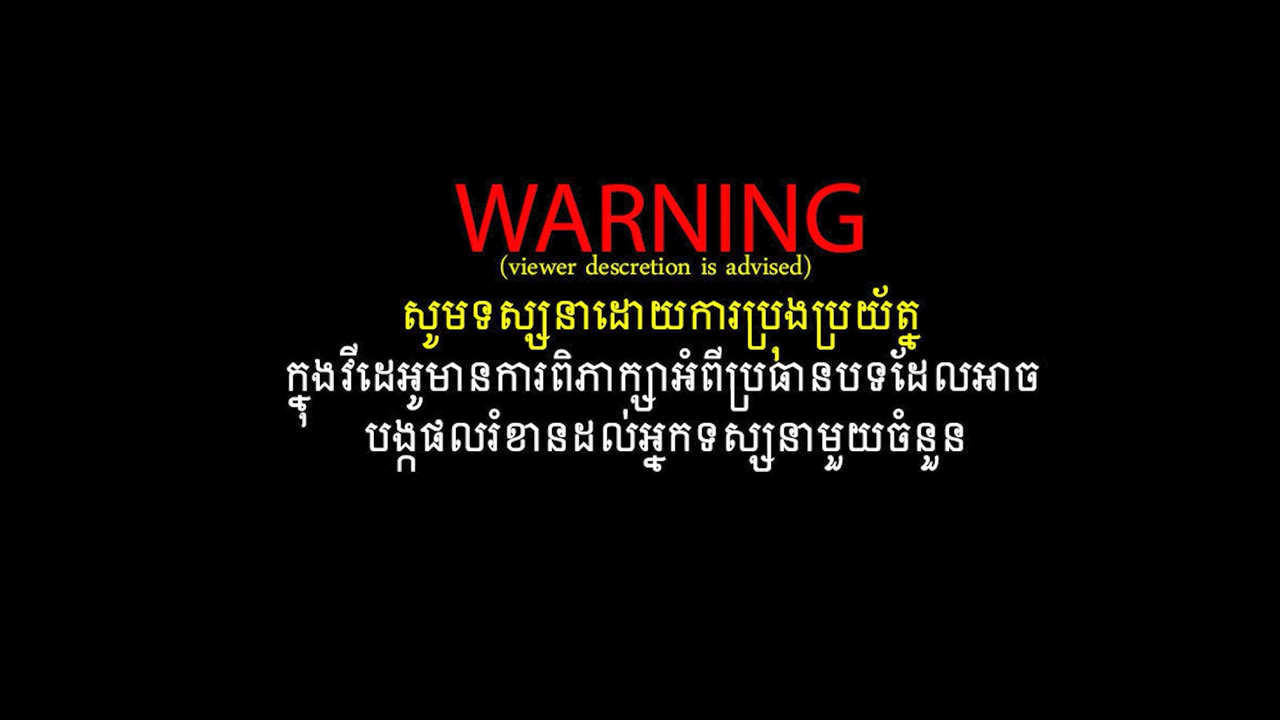 WARNING
(viewer descretion is advised)
សូមទស្សនាដោយការប្រុងប្រយ័ត្ន
ក្នុងវីដេអូមានការពិភាក្សាអំពីប្រធានបទដែលអាច
បង្កផលរំខានដល់អ្នកទស្សនាមួយចំនួន